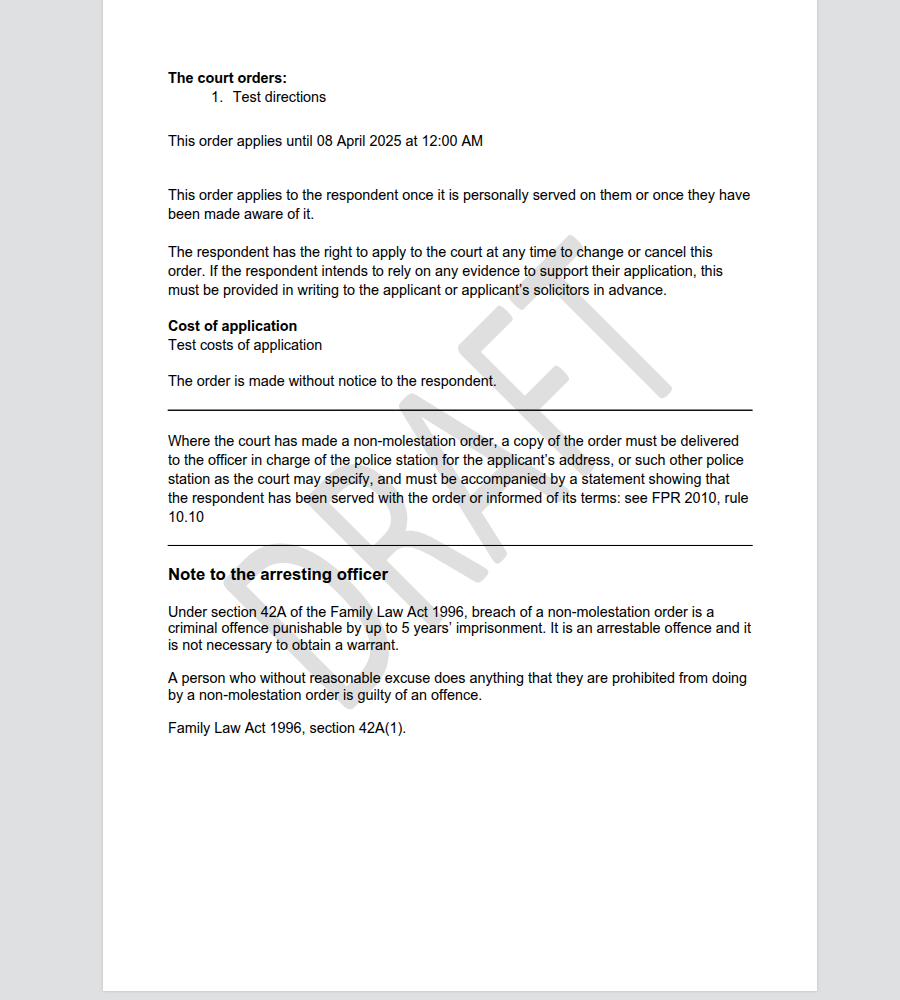 The court orders:
1. Test directions
This order applies until 08 April 2025 at 12:00 AM
This order applies to the respondent once it is personally served on them or once they have
been made aware of it.
The respondent has the right to apply to the court at any time to change or cancel this
order. If the respondent intends to rely on any evidence to support their application, this
must be provided in writing to the applicant or applicant’s solicitors in advance.
Cost of application
Test costs of application
The order is made without notice to the respondent.
Where the court has made a non-molestation order, a copy of the order must be delivered
to the officer in charge of the police station for the applicant’s address, or such other police
station as the court may specify, and must be accompanied by a statement showing that
the respondent has been served with the order or informed of its terms: see FPR 2010, rule
10.10
Note to the arresting officer
Under section 42A of the Family Law Act 1996, breach of a non-molestation order is a
criminal offence punishable by up to 5 years’ imprisonment. It is an arrestable offence and it
is not necessary to obtain a warrant.
A person who without reasonable excuse does anything that they are prohibited from doing
by a non-molestation order is guilty of an offence.
Family Law Act 1996, section 42A(1).
DRAFT